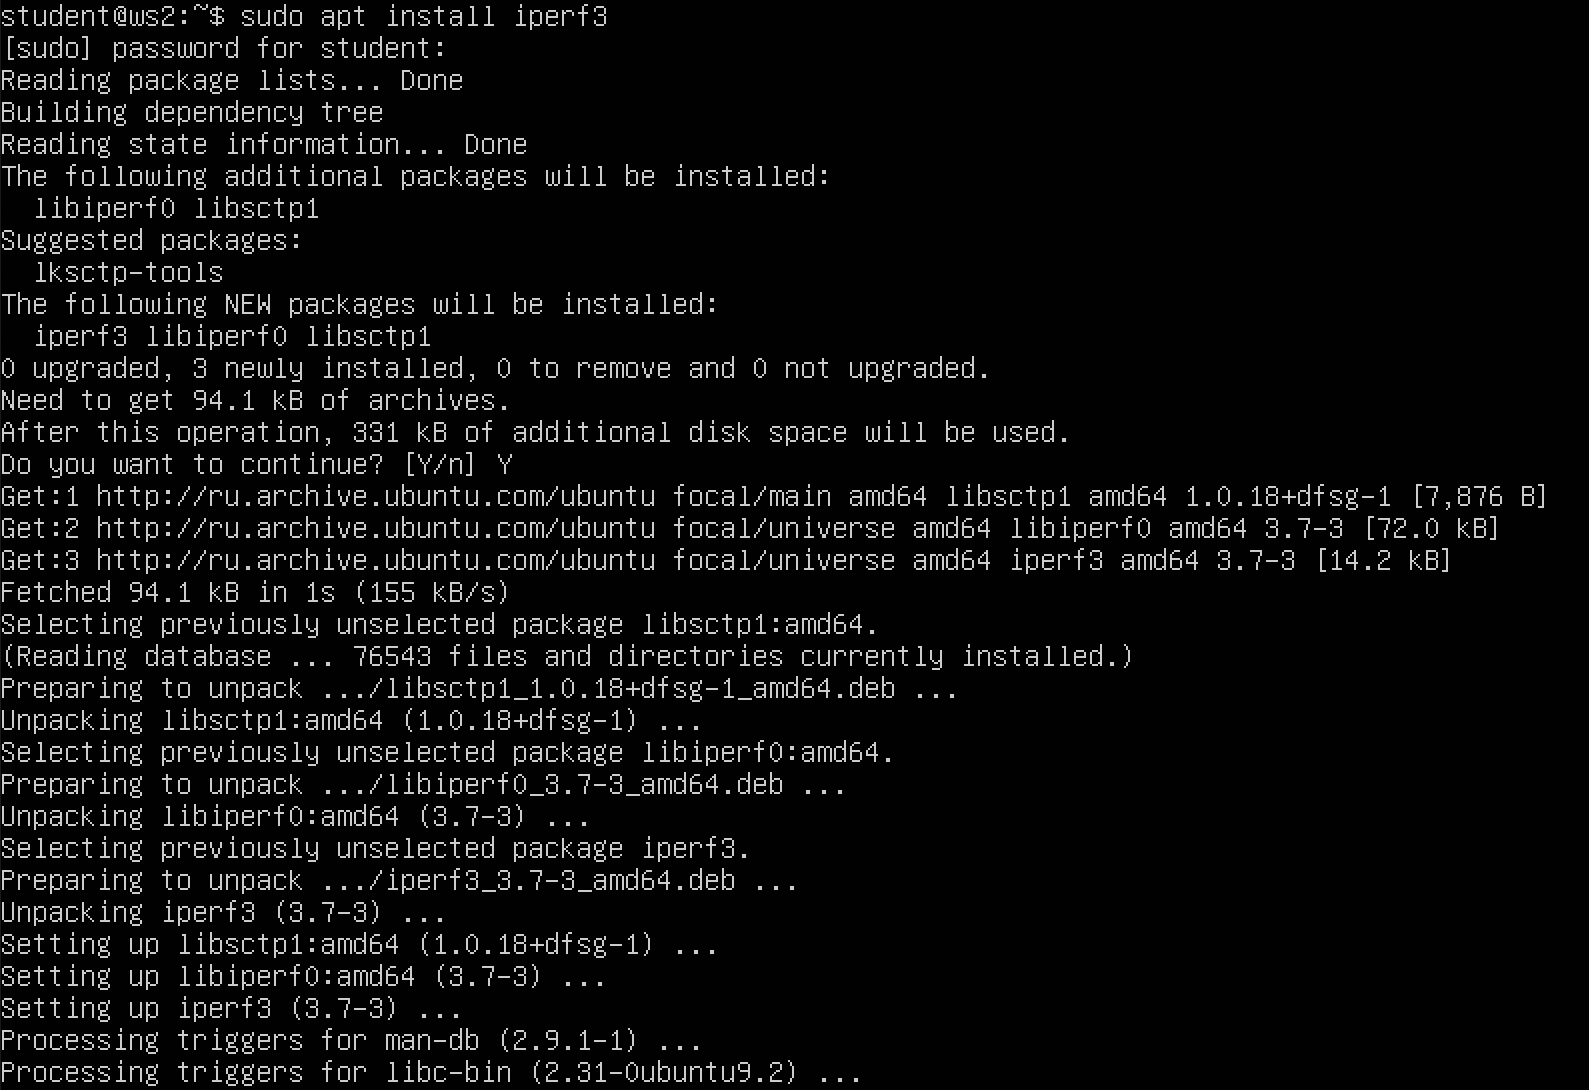 student@ws2:~$ sudo apt install iperf3
[sudo] password for student:
Reading package lists... Done
Building dependency tree
Reading state information... Done
The following additional packages will be installed:
  libiperf0 libsctp1
Suggested packages:
  lksctp-tools
The following NEW packages will be installed:
  iperf3 libiperf0 libsctp1
0 upgraded, 3 newly installed, 0 to remove and 0 not upgraded.
Need to get 94.1 kB of archives.
After this operation, 331 kB of additional disk space will be used.
Do you want to continue? [Y/n] Y
Get:1 http://ru.archive.ubuntu.com/ubuntu focal/main amd64 libsctp1 amd64 1.0.18+dfsg-1 [7,876 B]
Get:2 http://ru.archive.ubuntu.com/ubuntu focal/universe amd64 libiperf0 amd64 3.7-3 [72.0 kB]
Get:3 http://ru.archive.ubuntu.com/ubuntu focal/universe amd64 iperf3 amd64 3.7-3 [14.2 kB]
Fetched 94.1 kB in 1s (155 kB/s)
Selecting previously unselected package libsctp1:amd64.
(Reading database ... 76543 files and directories currently installed.)
Preparing to unpack .../libsctp1_1.0.18+dfsg-1_amd64.deb ...
Unpacking libsctp1:amd64 (1.0.18+dfsg-1) ...
Selecting previously unselected package libiperf0:amd64.
Preparing to unpack .../libiperf0_3.7-3_amd64.deb ...
Unpacking libiperf0:amd64 (3.7-3) ...
Selecting previously unselected package iperf3.
Preparing to unpack .../iperf3_3.7-3_amd64.deb ...
Unpacking iperf3 (3.7-3) ...
Setting up libsctp1:amd64 (1.0.18+dfsg-1) ...
Setting up libiperf0:amd64 (3.7-3) ...
Setting up iperf3 (3.7-3) ...
Processing triggers for man-db (2.9.1-1) ...
Processing triggers for libc-bin (2.31-0ubuntu9.2) ...